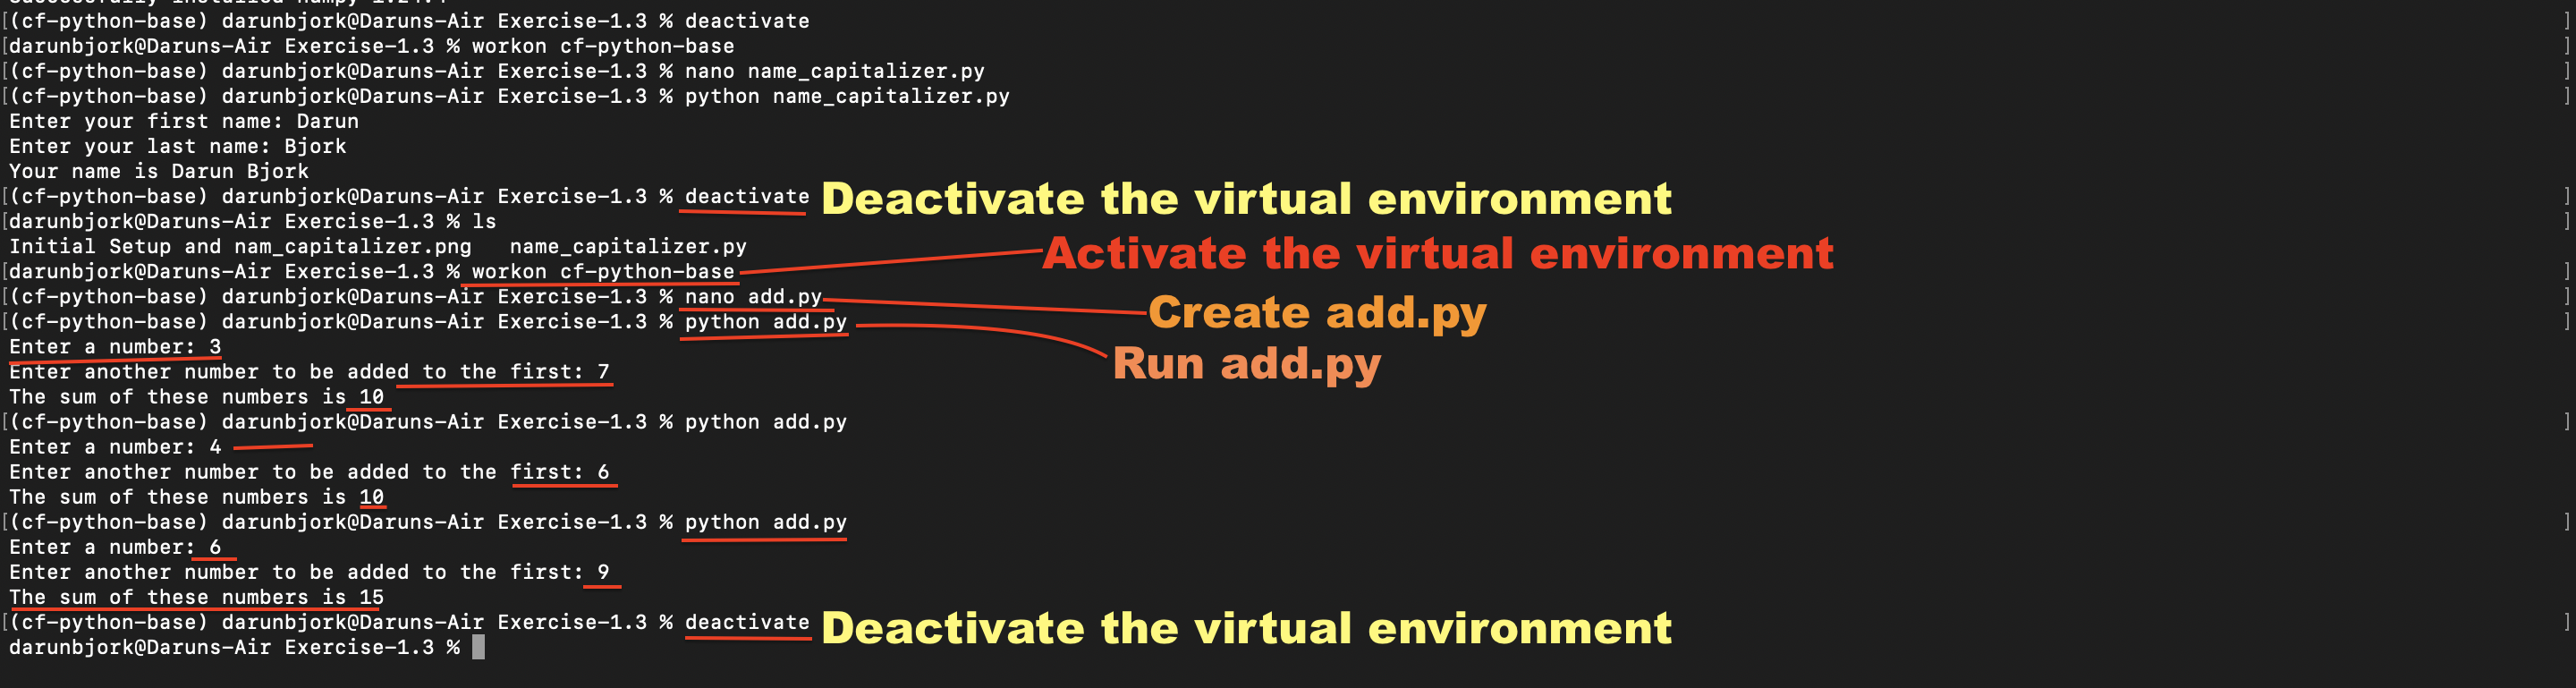 Successfully installed numpy-1.24.4
[(cf-python-base) darunbjork@Daruns-Air Exercise-1.3 % deactivate ]
[darunbjork@Daruns-Air Exercise-1.3 % workon cf-python-base ]
[(cf-python-base) darunbjork@Daruns-Air Exercise-1.3 % nano name_capitalizer.py ]
[(cf-python-base) darunbjork@Daruns-Air Exercise-1.3 % python name_capitalizer.py ]
Enter your first name: Darun
Enter your last name: Bjork
Your name is Darun Bjork
[(cf-python-base) darunbjork@Daruns-Air Exercise-1.3 % deactivate Deactivate the virtual environment ]
[darunbjork@Daruns-Air Exercise-1.3 % ls ]
Initial Setup and nam_capitalizer.png   name_capitalizer.py
Activate the virtual environment
[darunbjork@Daruns-Air Exercise-1.3 % workon cf-python-base ]
[(cf-python-base) darunbjork@Daruns-Air Exercise-1.3 % nano add.py ]
Create add.py
[(cf-python-base) darunbjork@Daruns-Air Exercise-1.3 % python add.py ]
Enter a number: 3
Run add.py
Enter another number to be added to the first: 7
The sum of these numbers is 10
[(cf-python-base) darunbjork@Daruns-Air Exercise-1.3 % python add.py ]
Enter a number: 4
Enter another number to be added to the first: 6
The sum of these numbers is 10
[(cf-python-base) darunbjork@Daruns-Air Exercise-1.3 % python add.py ]
Enter a number: 6
Enter another number to be added to the first: 9
The sum of these numbers is 15
[(cf-python-base) darunbjork@Daruns-Air Exercise-1.3 % deactivate Deactivate the virtual environment ]
darunbjork@Daruns-Air Exercise-1.3 %